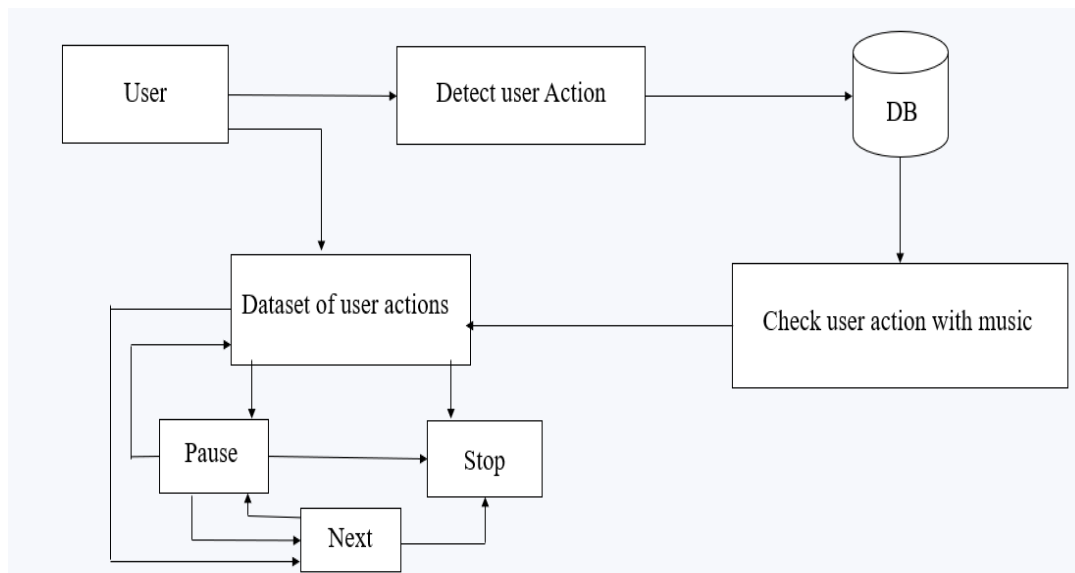 User
Detect user Action
DB
Dataset of user actions
Check user action with music
Pause
Stop
Next